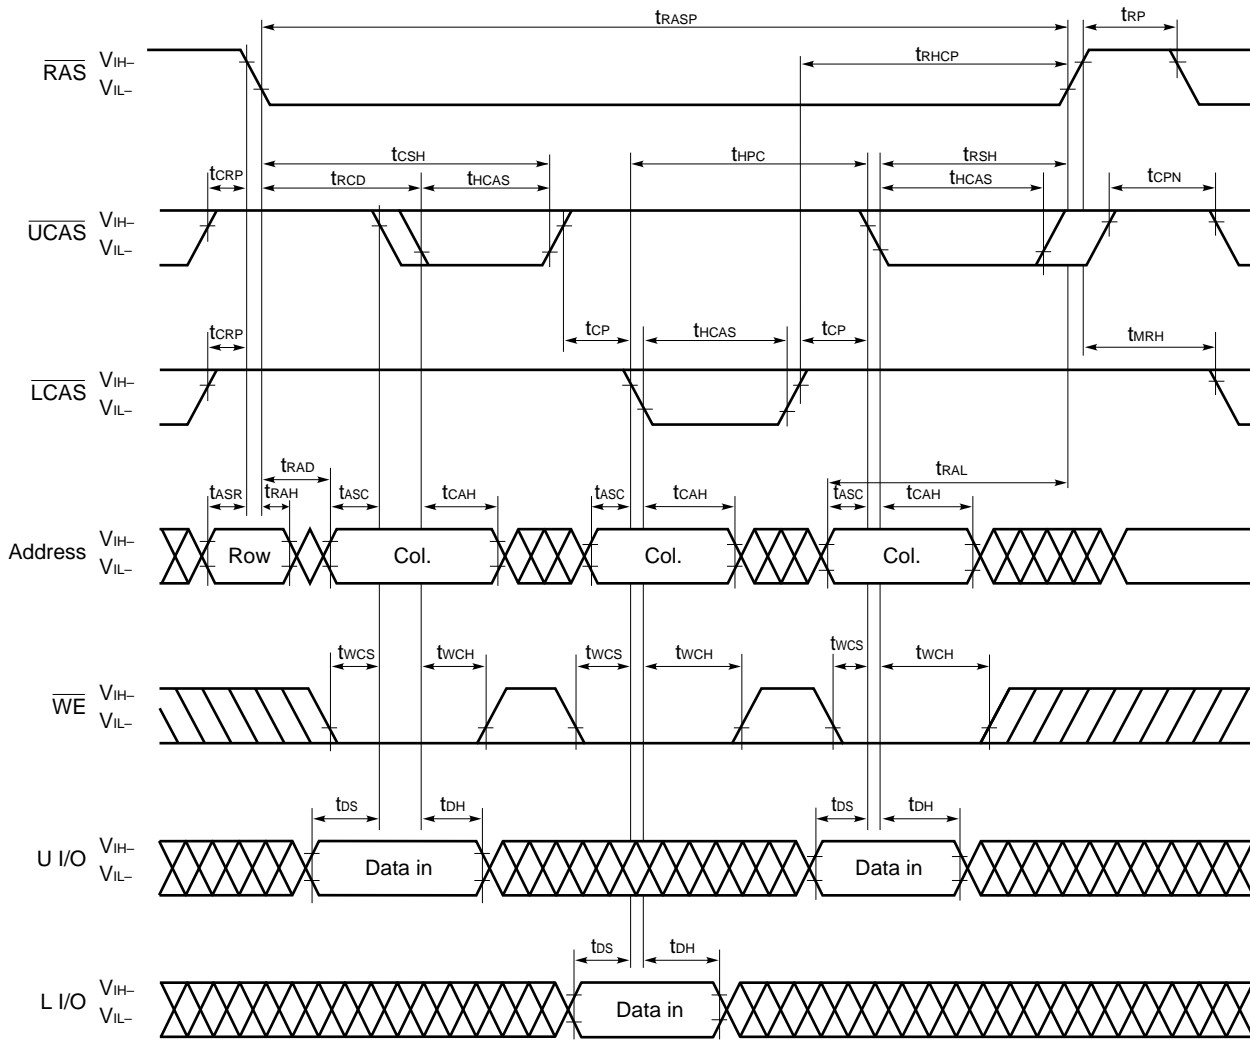 tRASP
tRP
RAS VIH– tRHCP
VIL–
tCSH tHPC tRSH
tCRP tRCD tHCAS tHCAS tCPN
UCAS VIH–
VIL–
tCRP tCP tHCAS tCP tMRH
LCAS VIH–
VIL–
tRAD tRAL
tASR tRAH tASC tCAH tASC tCAH tASC tCAH
Address VIH–
VIL– Row Col. Col. Col.
tWCS tWCH tWCS tWCH tWCS tWCH
WE VIH–
VIL–
tDS tDH tDS tDH
U I/O VIH–
VIL– Data in Data in
tDS tDH
L I/O VIH–
VIL– Data in